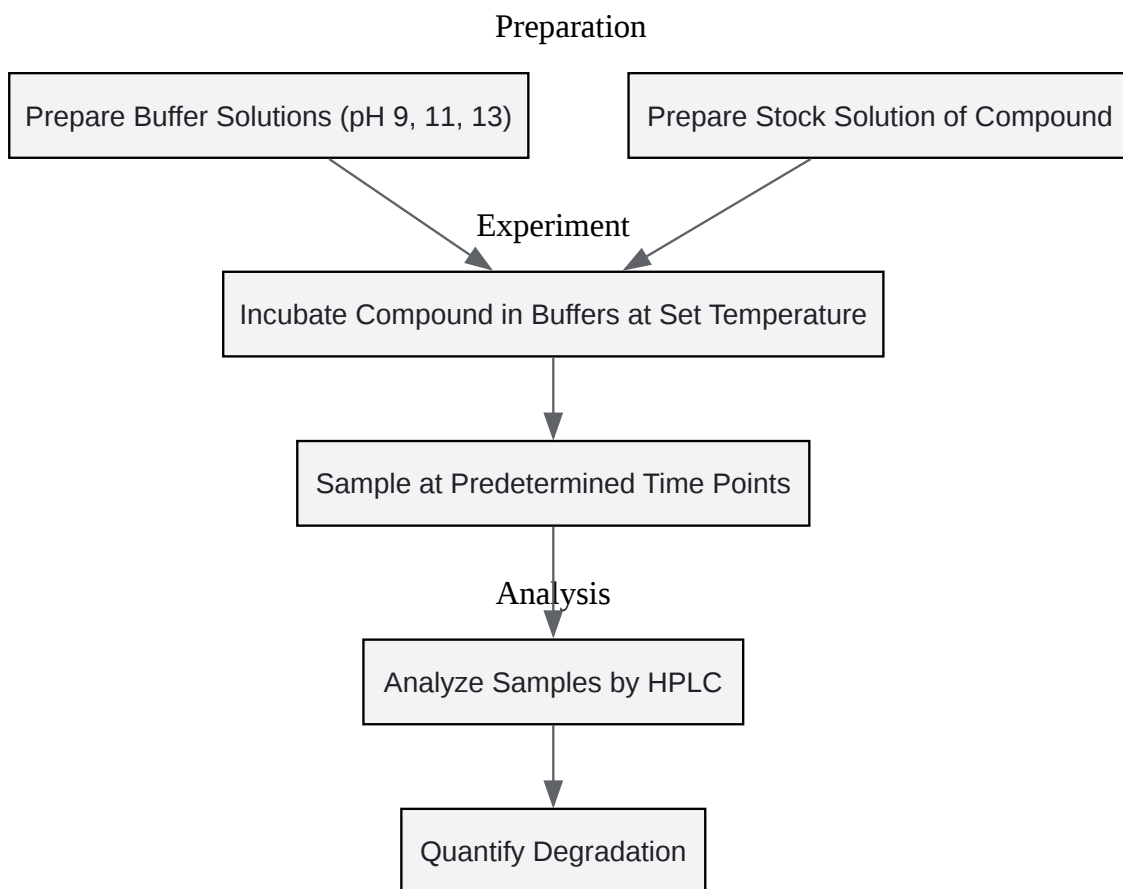 Preparation
Prepare Buffer Solutions (pH 9, 11, 13)
Prepare Stock Solution of Compound
Experiment
Incubate Compound in Buffers at Set Temperature
Sample at Predetermined Time Points
Analysis
Analyze Samples by HPLC
Quantify Degradation